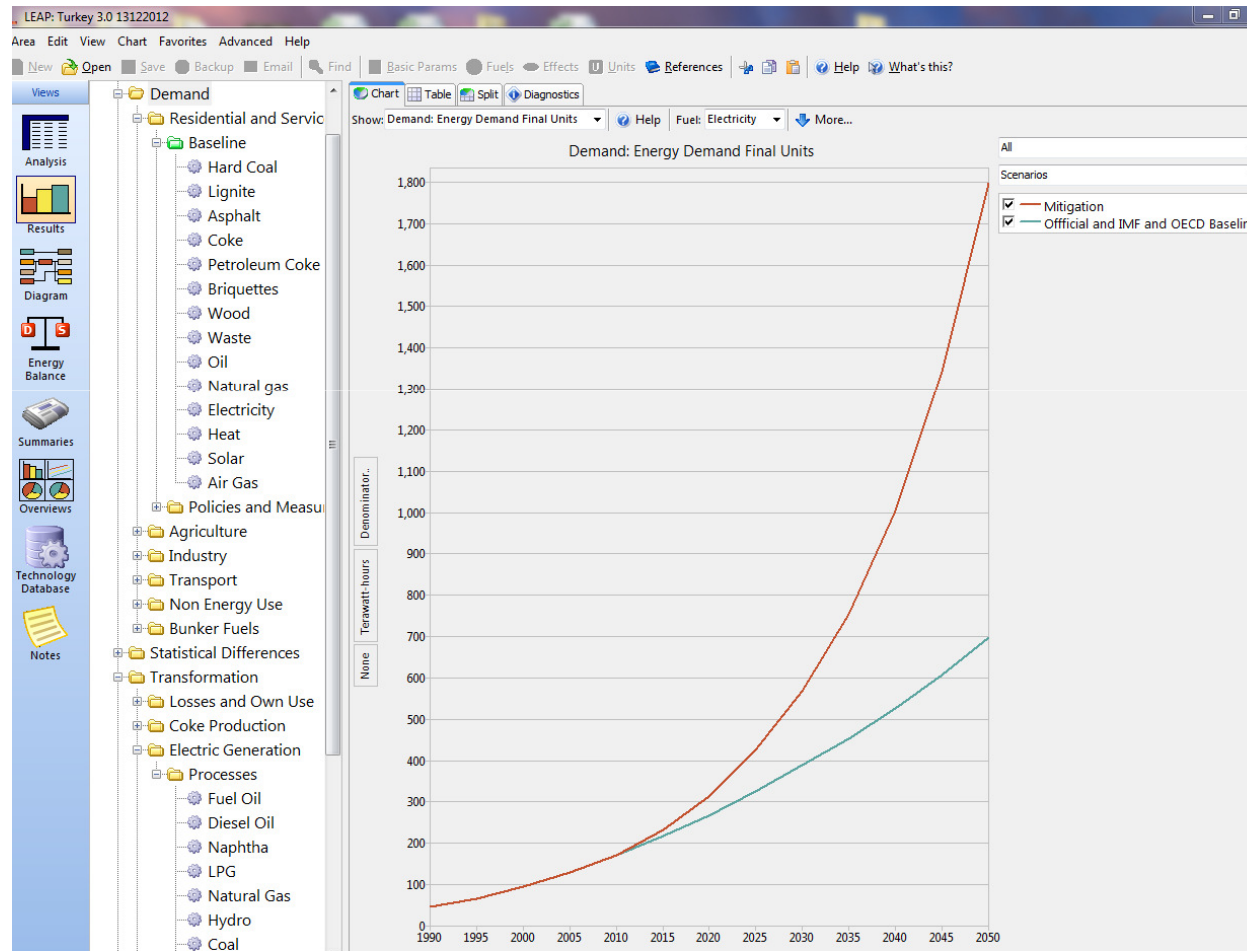 LEAP: Turkey 3.0 13122012
Area Edit View Chart Favorites Advanced Help
New Open Save Backup Email Find Basic Params Fuels Effects Units References Help What's this?
Views
Analysis
Results
Diagram
Energy
Balance
Summaries
Overviews
Technology
Database
Notes
Demand
Residential and Servic
Baseline
Hard Coal
Lignite
Asphalt
Coke
Petroleum Coke
Briquettes
Wood
Waste
Oil
Natural gas
Electricity
Heat
Solar
Air Gas
Policies and Measu
Agriculture
Industry
Transport
Non Energy Use
Bunker Fuels
Statistical Differences
Transformation
Losses and Own Use
Coke Production
Electric Generation
Processes
Fuel Oil
Diesel Oil
Naphtha
LPG
Natural Gas
Hydro
Coal
Chart Table Split Diagnostics
Show: Demand: Energy Demand Final Units Help Fuel: Electricity More...
Demand: Energy Demand Final Units
1,800
1,700
1,600
1,500
1,400
1,300
1,200
1,100
1,000
900
800
700
600
500
400
300
200
100
0
1990 1995 2000 2005 2010 2015 2020 2025 2030 2035 2040 2045 2050
Denominator..
Terawatt-hours
None
All
Scenarios
Mitigation
Offficial and IMF and OECD Baselin